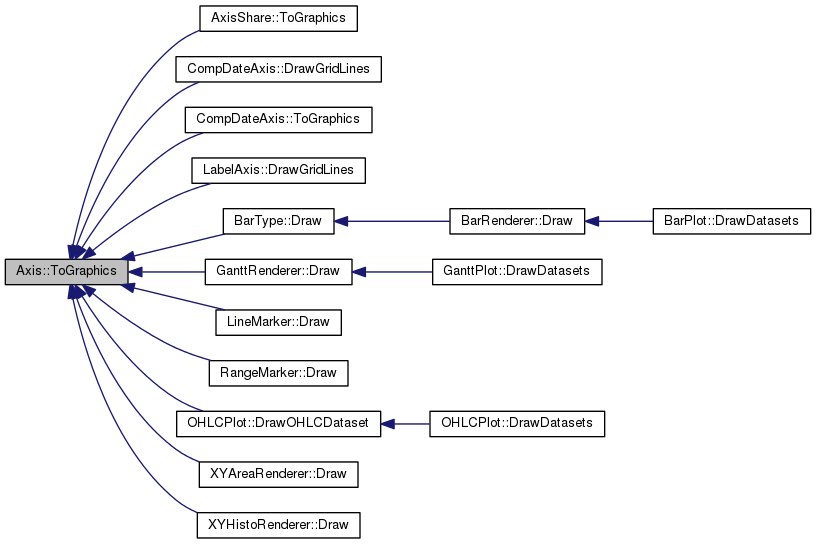 AxisShare::ToGraphics
CompDateAxis::DrawGridLines
CompDateAxis::ToGraphics
LabelAxis::DrawGridLines
BarType::Draw
BarRenderer::Draw
BarPlot::DrawDatasets
Axis::ToGraphics
GanttRenderer::Draw
GanttPlot::DrawDatasets
LineMarker::Draw
RangeMarker::Draw
OHLCPlot::DrawOHLCDataset
OHLCPlot::DrawDatasets
XYAreaRenderer::Draw
XYHistoRenderer::Draw